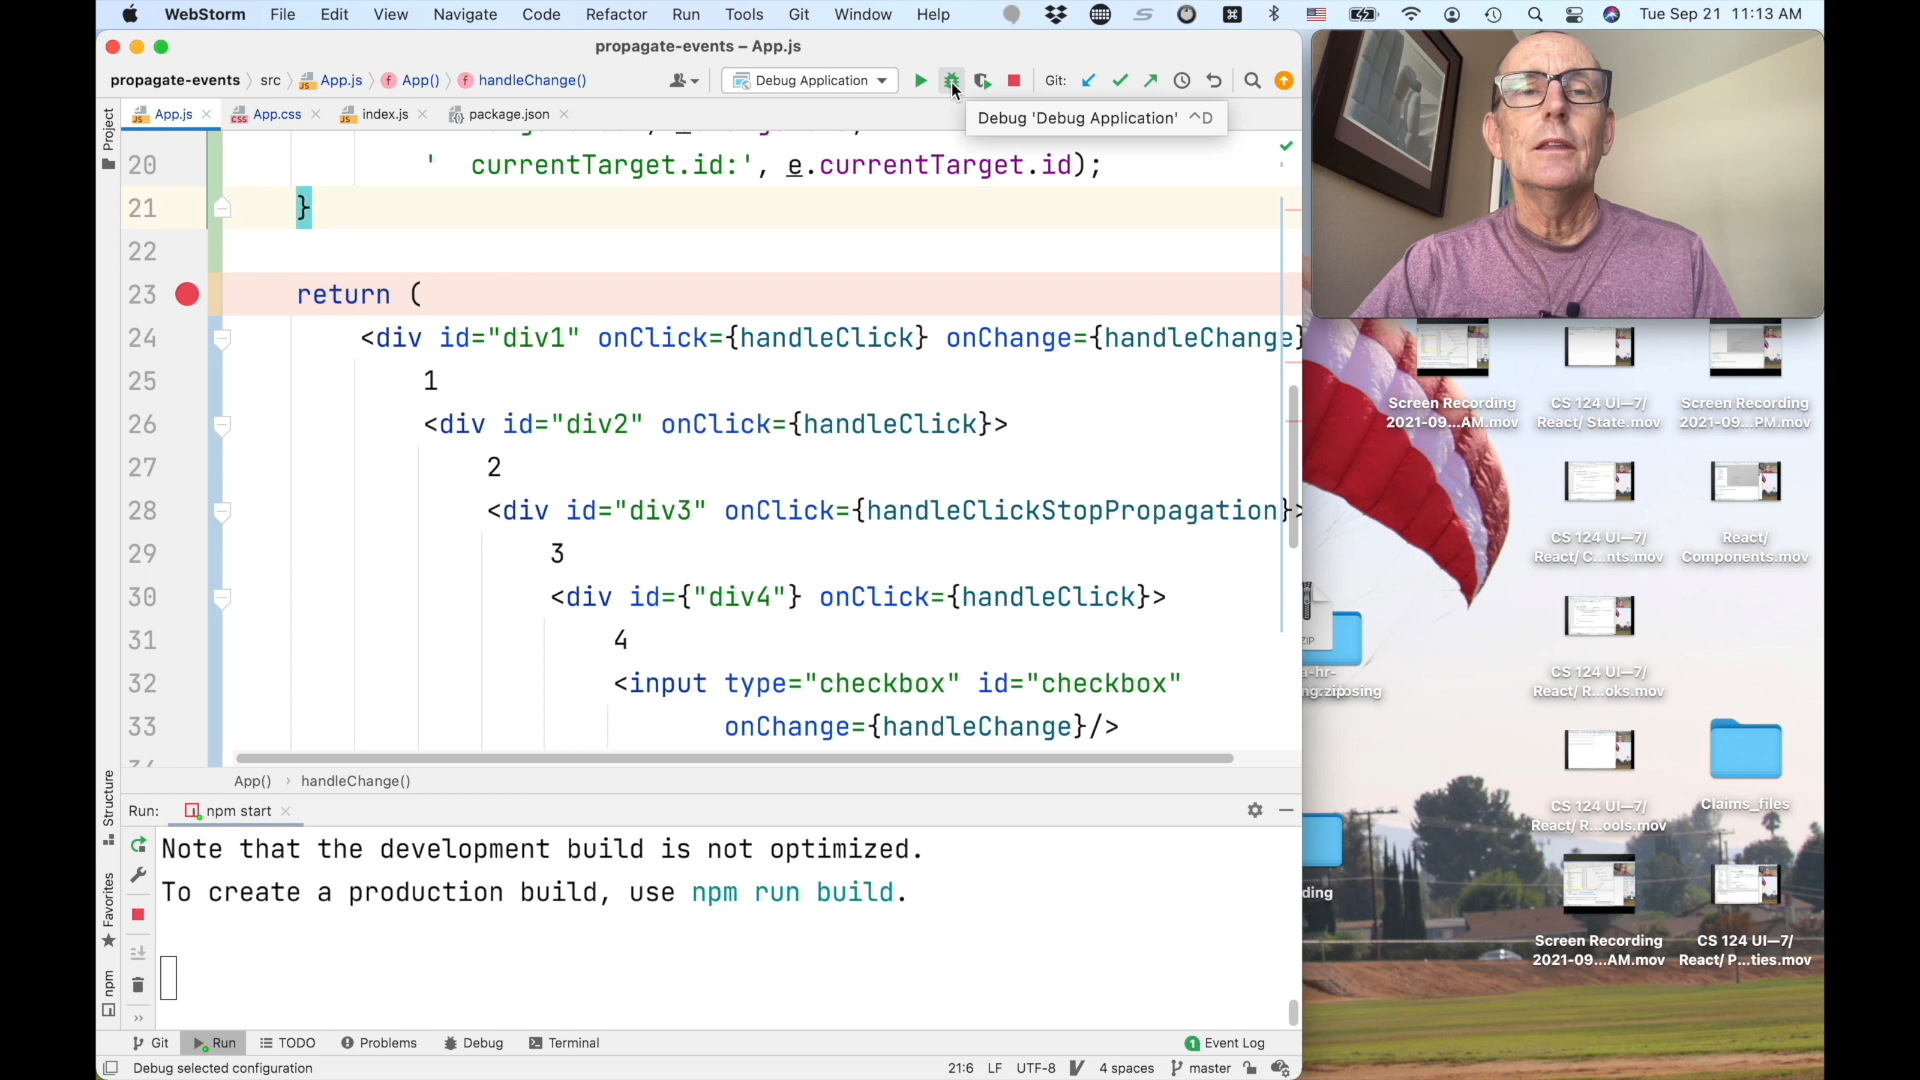 WebStorm File Edit View Navigate Code Refactor Run Tools Git Window Help
Tue Sep 21 11:13 AM
propagate-events – App.js
propagate-events src App.js App() handleChange()
Debug Application
Git:
App.js App.css index.js package.json
Debug 'Debug Application' ^D
20 ' currentTarget.id:', e.currentTarget.id);
21 }
22
23 return (
24 <div id="div1" onClick={handleClick} onChange={handleChange}
25 1
26 <div id="div2" onClick={handleClick}>
27 2
28 <div id="div3" onClick={handleClickStopPropagation}>
29 3
30 <div id={"div4"} onClick={handleClick}>
31 4
32 <input type="checkbox" id="checkbox"
33 onChange={handleChange}/>
App() handleChange()
Run: npm start
Note that the development build is not optimized.
To create a production build, use npm run build.
Project
Structure
Favorites
npm
Git Run TODO Problems Debug Terminal
1 Event Log
Debug selected configuration
21:6 LF UTF-8 4 spaces master
Screen Recording
2021-09...AM.mov
CS 124 UI—7/
React/ State.mov
Screen Recording
2021-09...PM.mov
CS 124 UI—7/
React/ C...nts.mov
React/
Components.mov
ZIP
CS 124 UI—7/
React/ R...oks.mov
CS 124 UI—7/
React/ R...ools.mov
Claims_files
ding
Screen Recording
2021-09...AM.mov
CS 124 UI—7/
React/ P...ties.mov